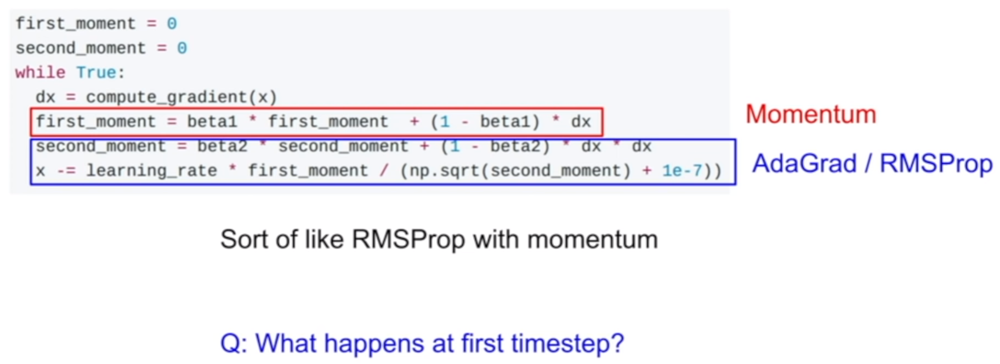 first_moment = 0
second_moment = 0
while True:
dx = compute_gradient(x)
first_moment = beta1 * first_moment + (1 - beta1) * dx
Momentum
second_moment = beta2 * second_moment + (1 - beta2) * dx * dx
x -= learning_rate * first_moment / (np.sqrt(second_moment) + 1e-7))
AdaGrad / RMSProp
Sort of like RMSProp with momentum
Q: What happens at first timestep?